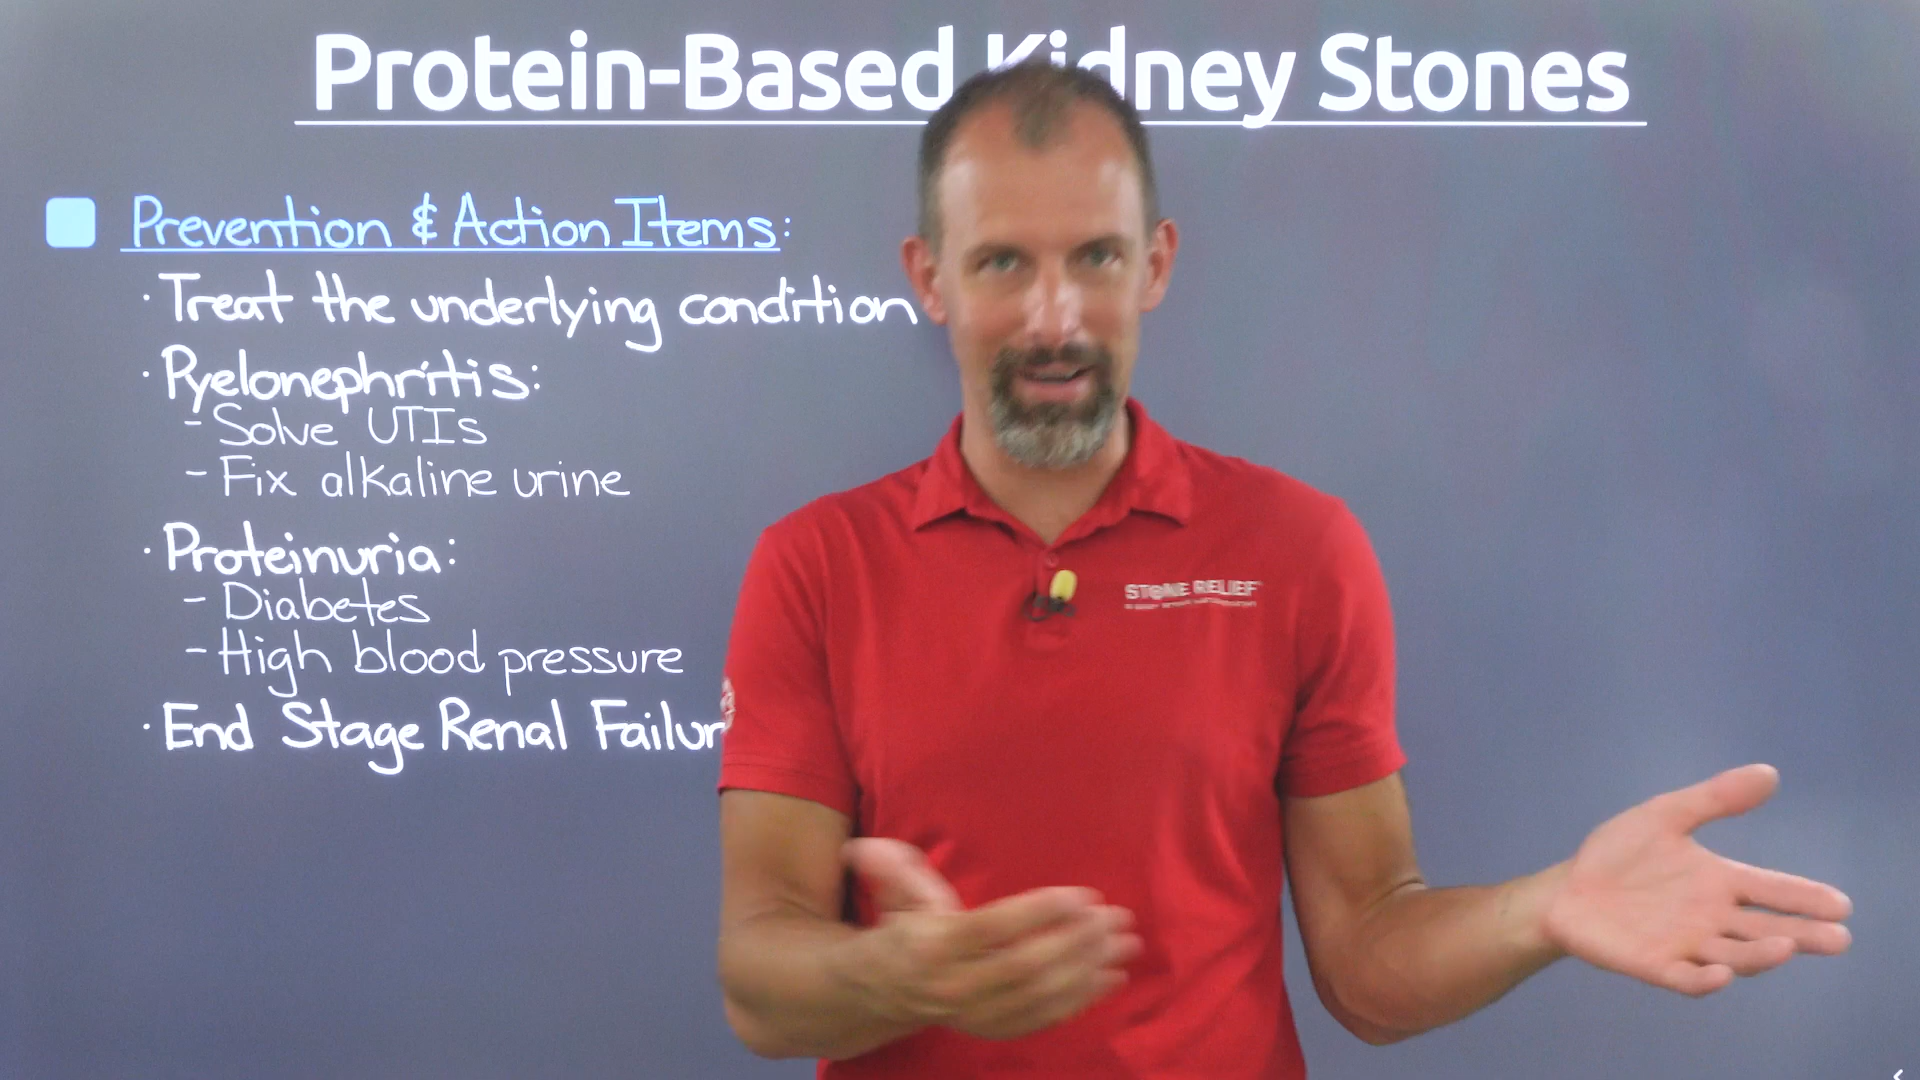 Protein-Based Kidney Stones
Prevention & Action Items:
· Treat the underlying condition
· Pyelonephritis:
- Solve UTIs
- Fix alkaline urine
· Proteinuria:
- Diabetes
- High blood pressure
· End Stage Renal Failur
STONE RELIEF